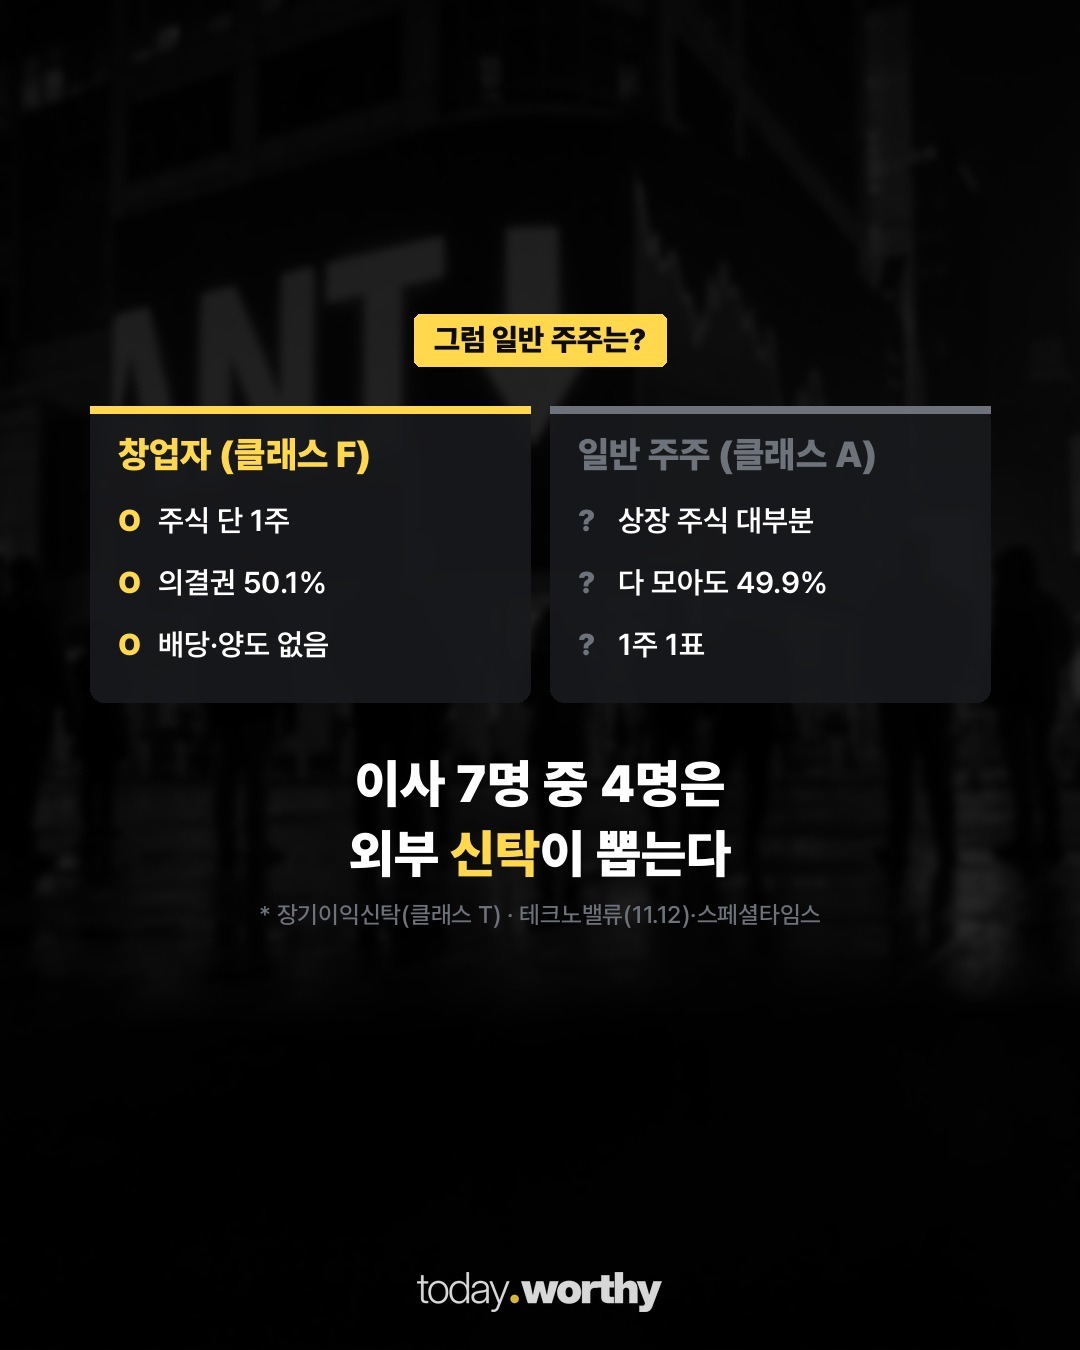 ANT
그럼 일반 주주는?
창업자 (클래스 F)
O 주식 단 1주
O 의결권 50.1%
O 배당·양도 없음
일반 주주 (클래스 A)
? 상장 주식 대부분
? 다 모아도 49.9%
? 1주 1표
이사 7명 중 4명은
외부 신탁이 뽑는다
* 장기이익신탁(클래스 T) · 테크노밸류(11.12)·스페셜타임스
today.worthy